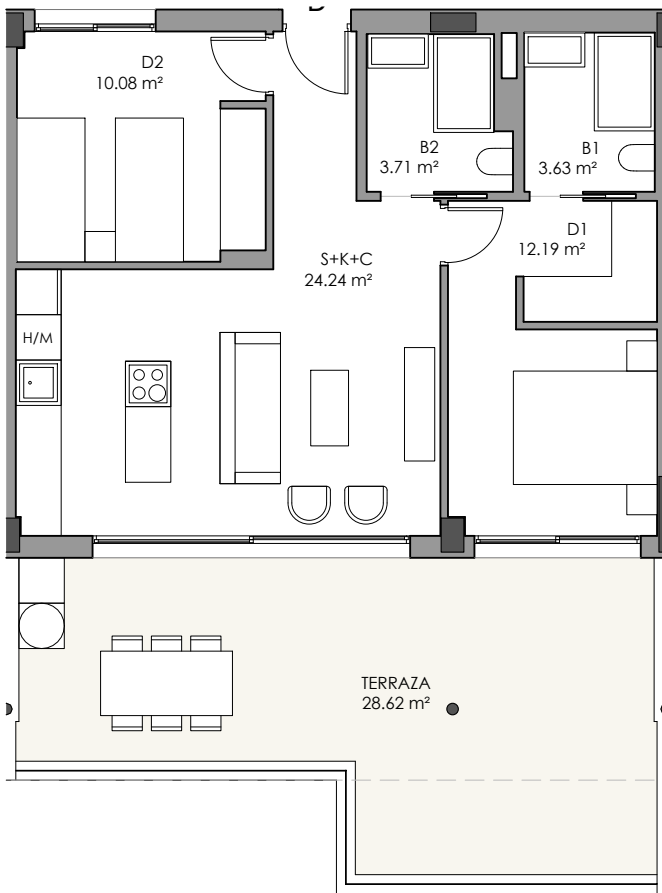 D2
10.08 m²
B2
3.71 m²
B1
3.63 m²
D1
12.19 m²
S+K+C
24.24 m²
H/M
TERRAZA
28.62 m²